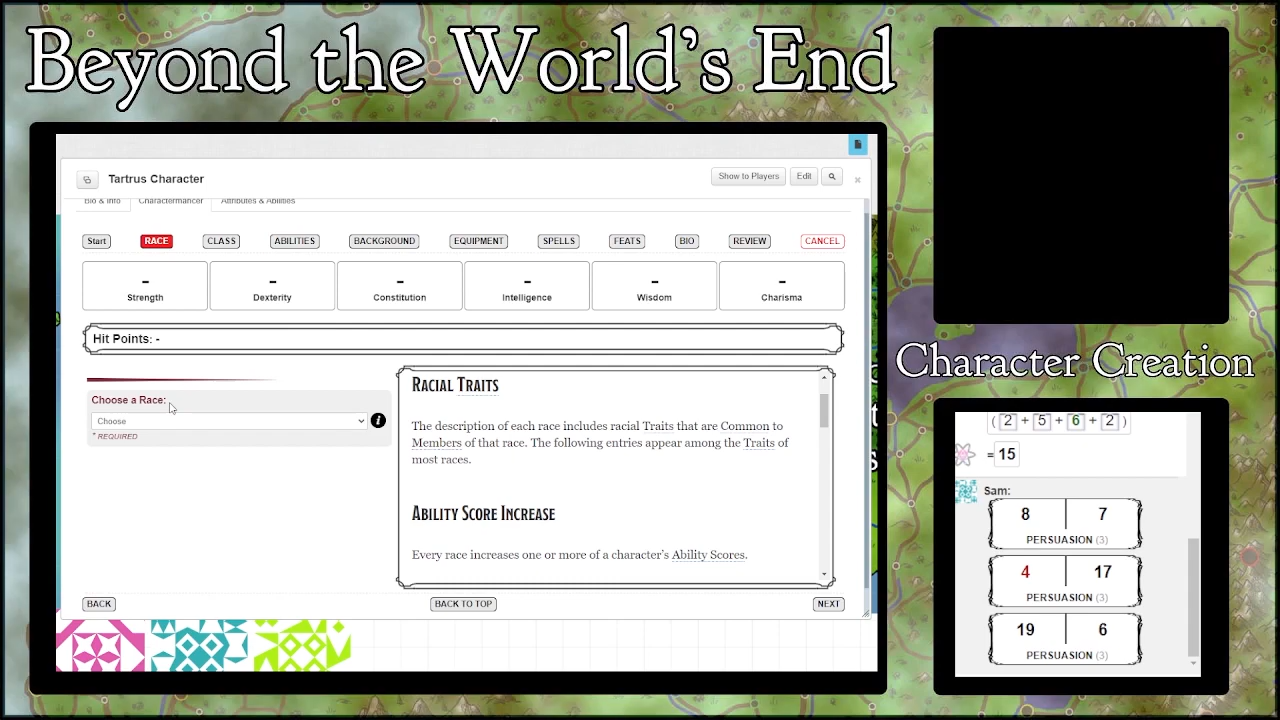 Beyond the World's End
Tartrus Character
Show to Players
Edit
Bio & Info
Charactermancer
Attributes & Abilities
Start
RACE
CLASS
ABILITIES
BACKGROUND
EQUIPMENT
SPELLS
FEATS
BIO
REVIEW
CANCEL
- - - - - -
Strength
Dexterity
Constitution
Intelligence
Wisdom
Charisma
Hit Points: -
Choose a Race:
Choose
* REQUIRED
RACIAL TRAITS
The description of each race includes racial Traits that are Common to
Members of that race. The following entries appear among the Traits of
most races.
ABILITY SCORE INCREASE
Every race increases one or more of a character's Ability Scores.
BACK
BACK TO TOP
NEXT
Character Creation
( 2 + 5 + 6 + 2 )
= 15
Sam:
8 7
PERSUASION (3)
4 17
PERSUASION (3)
19 6
PERSUASION (3)